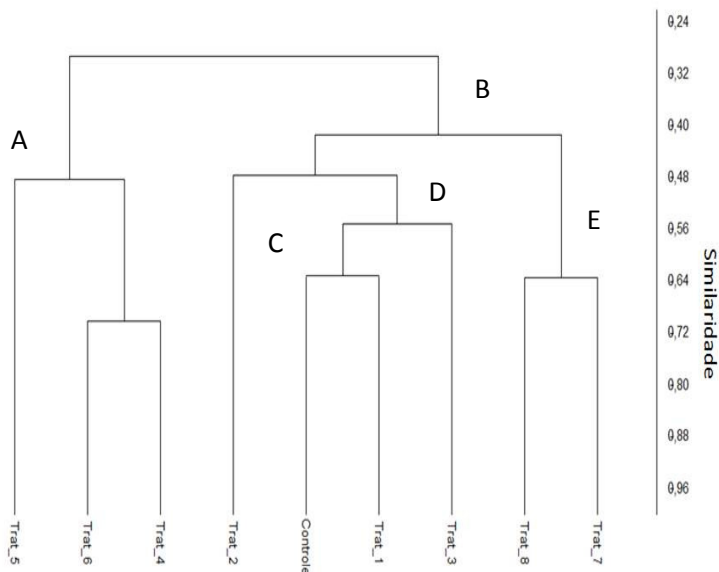 0,24
0,32
B
0,40
A
0,48
D
E
0,56
C
0,64
0,72
0,80
0,88
0,96
Similaridade
Trat_5
Trat_6
Trat_4
Trat_2
Controle
Trat_1
Trat_3
Trat_8
Trat_7